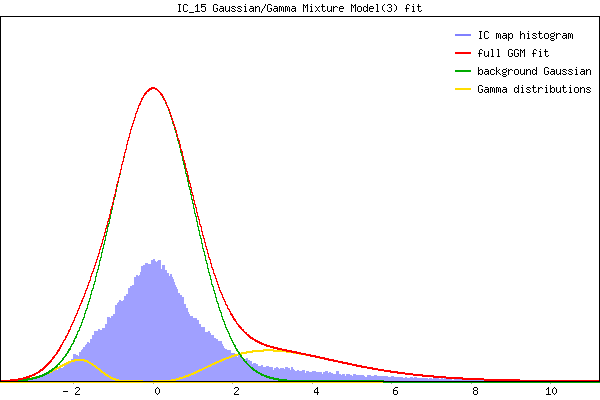 IC_15 Gaussian/Gamma Mixture Model(3) fit
IC map histogram
full GGM fit
background Gaussian
Gamma distributions
-2 0 2 4 6 8 10